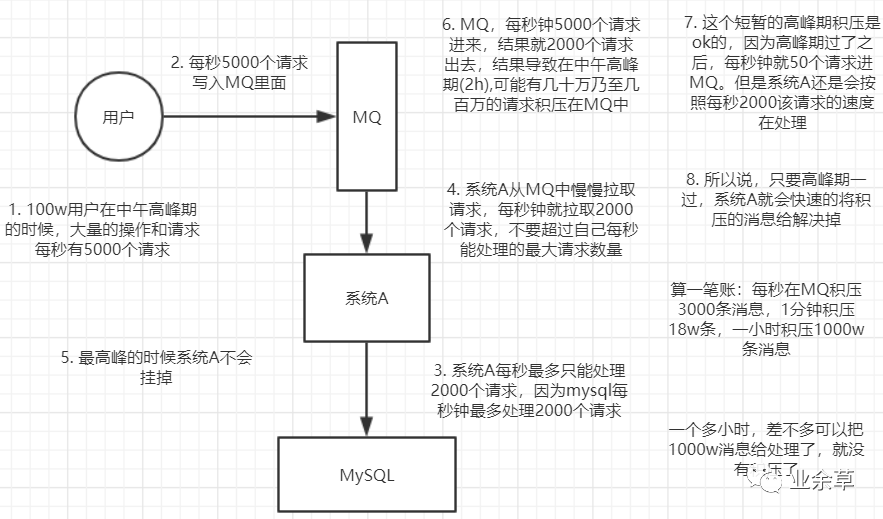 2. 每秒5000个请求
写入MQ里面
用户
MQ
6. MQ，每秒钟5000个请求
进来，结果就2000个请求
出去，结果导致在中午高峰
期(2h),可能有几十万乃至几
百万的请求积压在MQ中
7. 这个短暂的高峰期积压是
ok的，因为高峰期过了之
后，每秒钟就50个请求进
MQ。但是系统A还是会按
照每秒2000该请求的速度
在处理
1. 100w用户在中午高峰期
的时候，大量的操作和请求
每秒有5000个请求
4. 系统A从MQ中慢慢拉取
请求，每秒钟就拉取2000
个请求，不要超过自己每秒
能处理的最大请求数量
8. 所以说，只要高峰期一
过，系统A就会快速的将积
压的消息给解决掉
系统A
算一笔账：每秒在MQ积压
3000条消息，1分钟积压
18w条，一小时积压1000w
条消息
5. 最高峰的时候系统A不会
挂掉
3. 系统A每秒最多只能处理
2000个请求，因为mysql每
秒钟最多处理2000个请求
MySQL
一个多小时，差不多可以把
1000w消息给处理了，就没
有压了
业余草